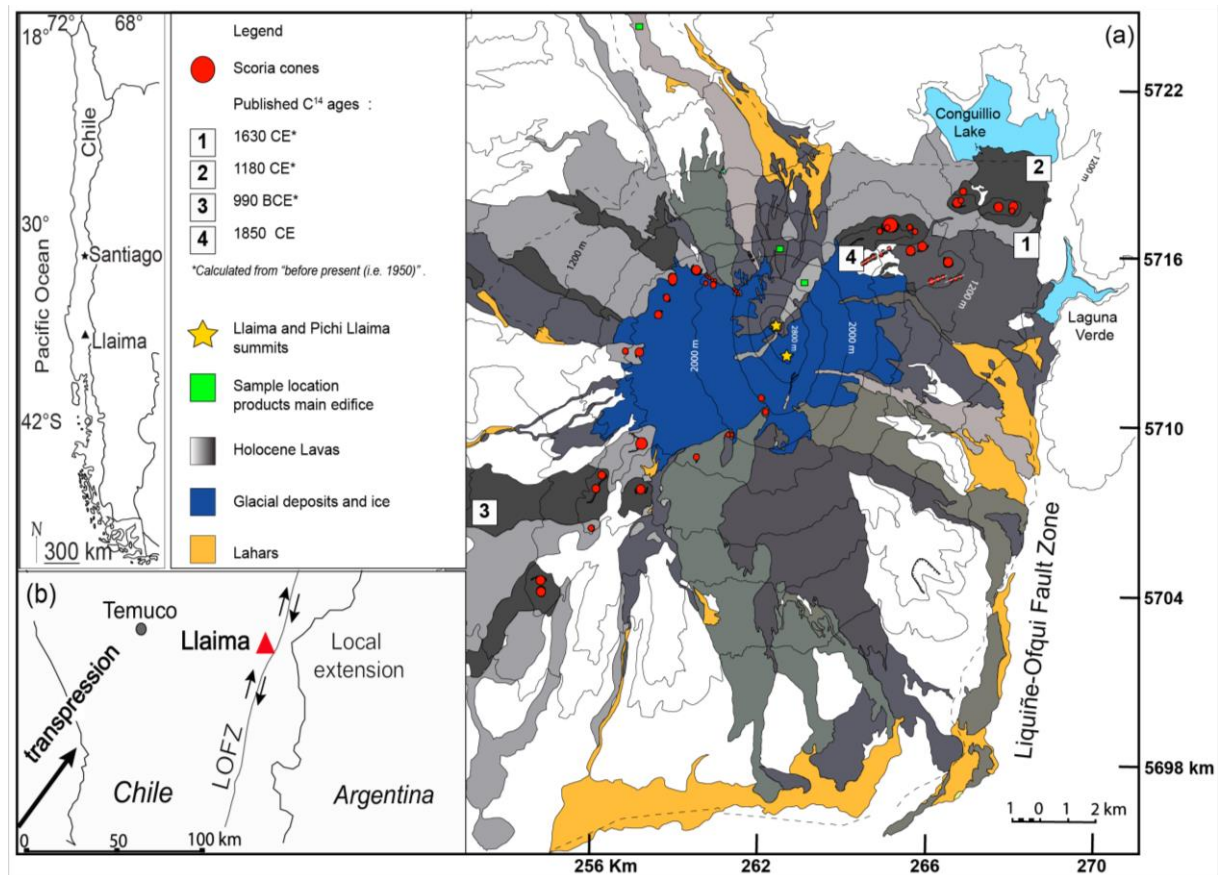 72° 68°
18°
30°
42°S
Pacific Ocean
Chile
Santiago
Llaima
N
300 km
Legend
Scoria cones
Published C¹⁴ ages :
1 1630 CE*
2 1180 CE*
3 990 BCE*
4 1850 CE
*Calculated from “before present (i.e. 1950)” .
Llaima and Pichi Llaima
summits
Sample location
products main edifice
Holocene Lavas
Glacial deposits and ice
Lahars
(b)
Temuco
Llaima
Local
extension
transpression
LOFZ
Chile
Argentina
0 50 100 km
(a)
Conguillio
Lake
1200 m
2
1
4
1200 m
Laguna
Verde
1200 m
2000 m
2800 m
2000 m
3
Liquiñe-Ofqui Fault Zone
1 0 1 2 km
5722
5716
5710
5704
5698 km
256 Km 262 266 270